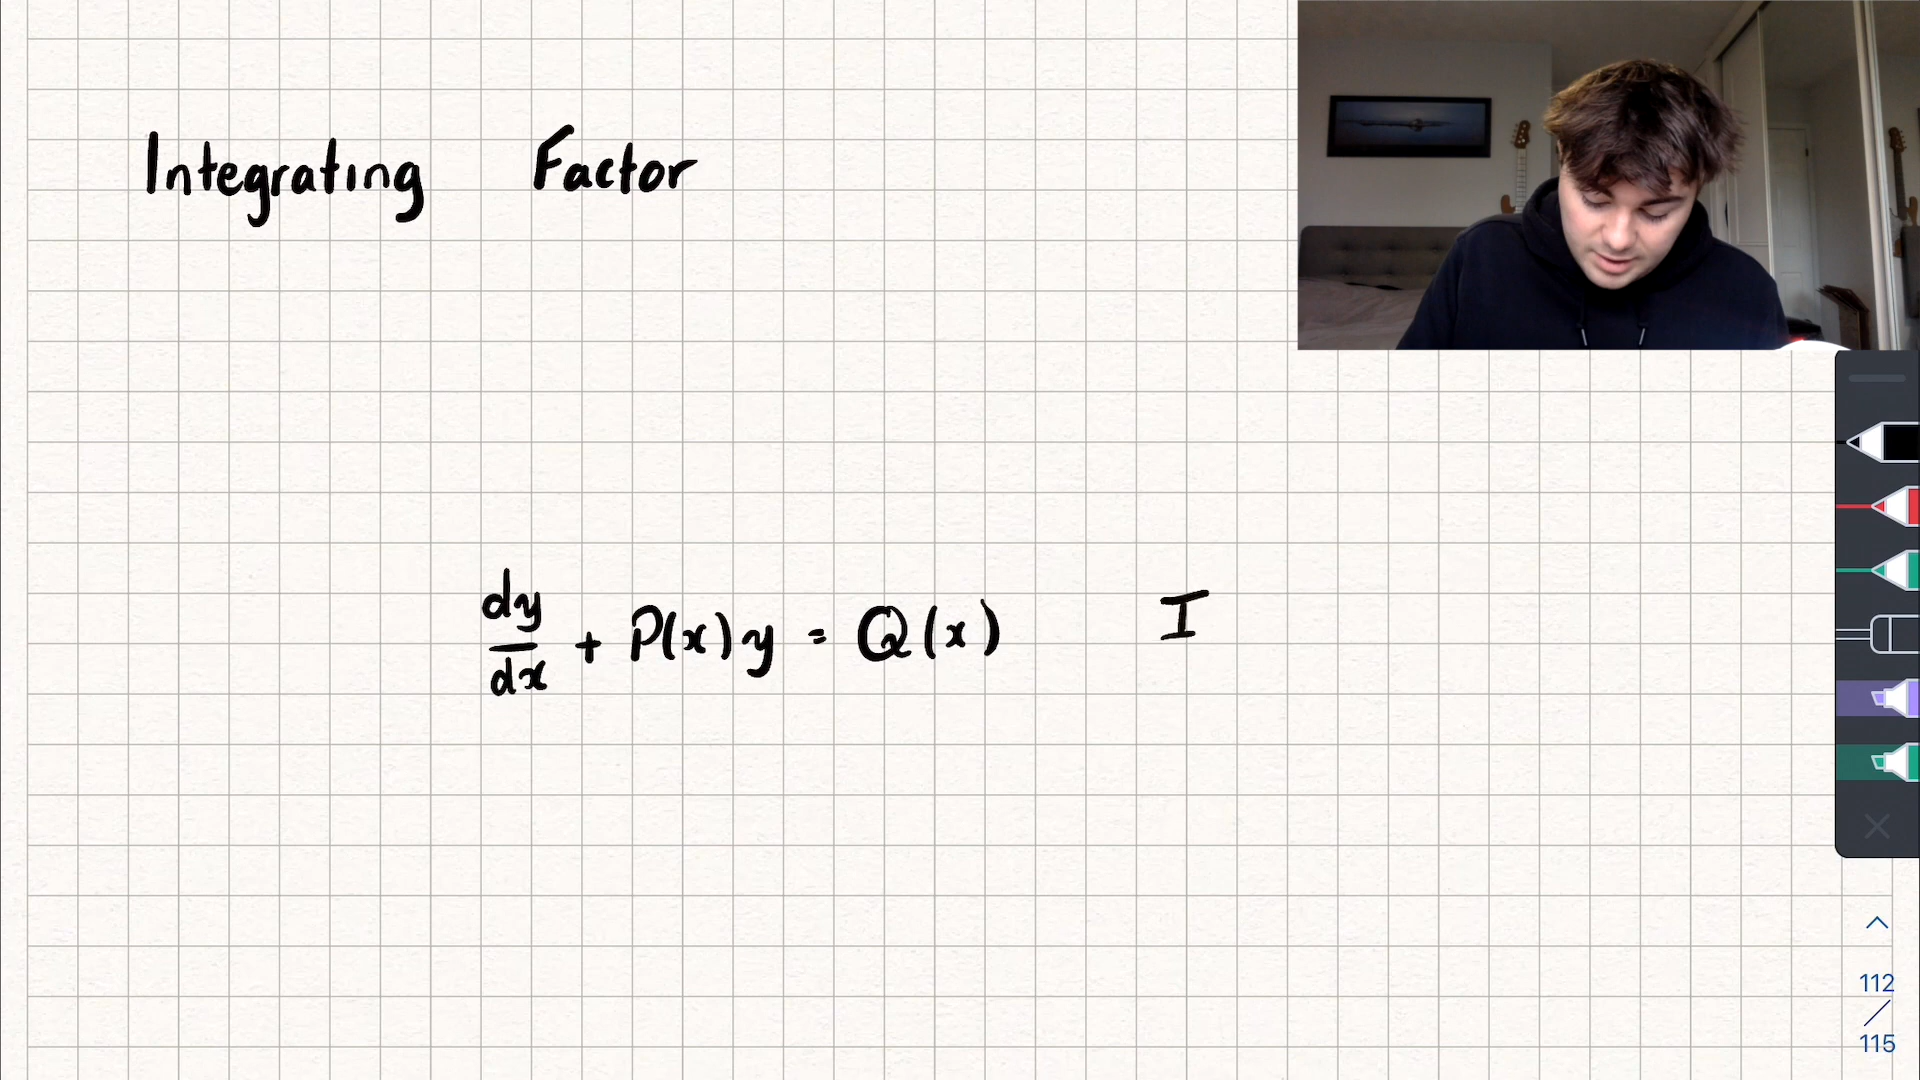 Integrating Factor
dy/dx + P(x)y = Q(x) I
112
/
115